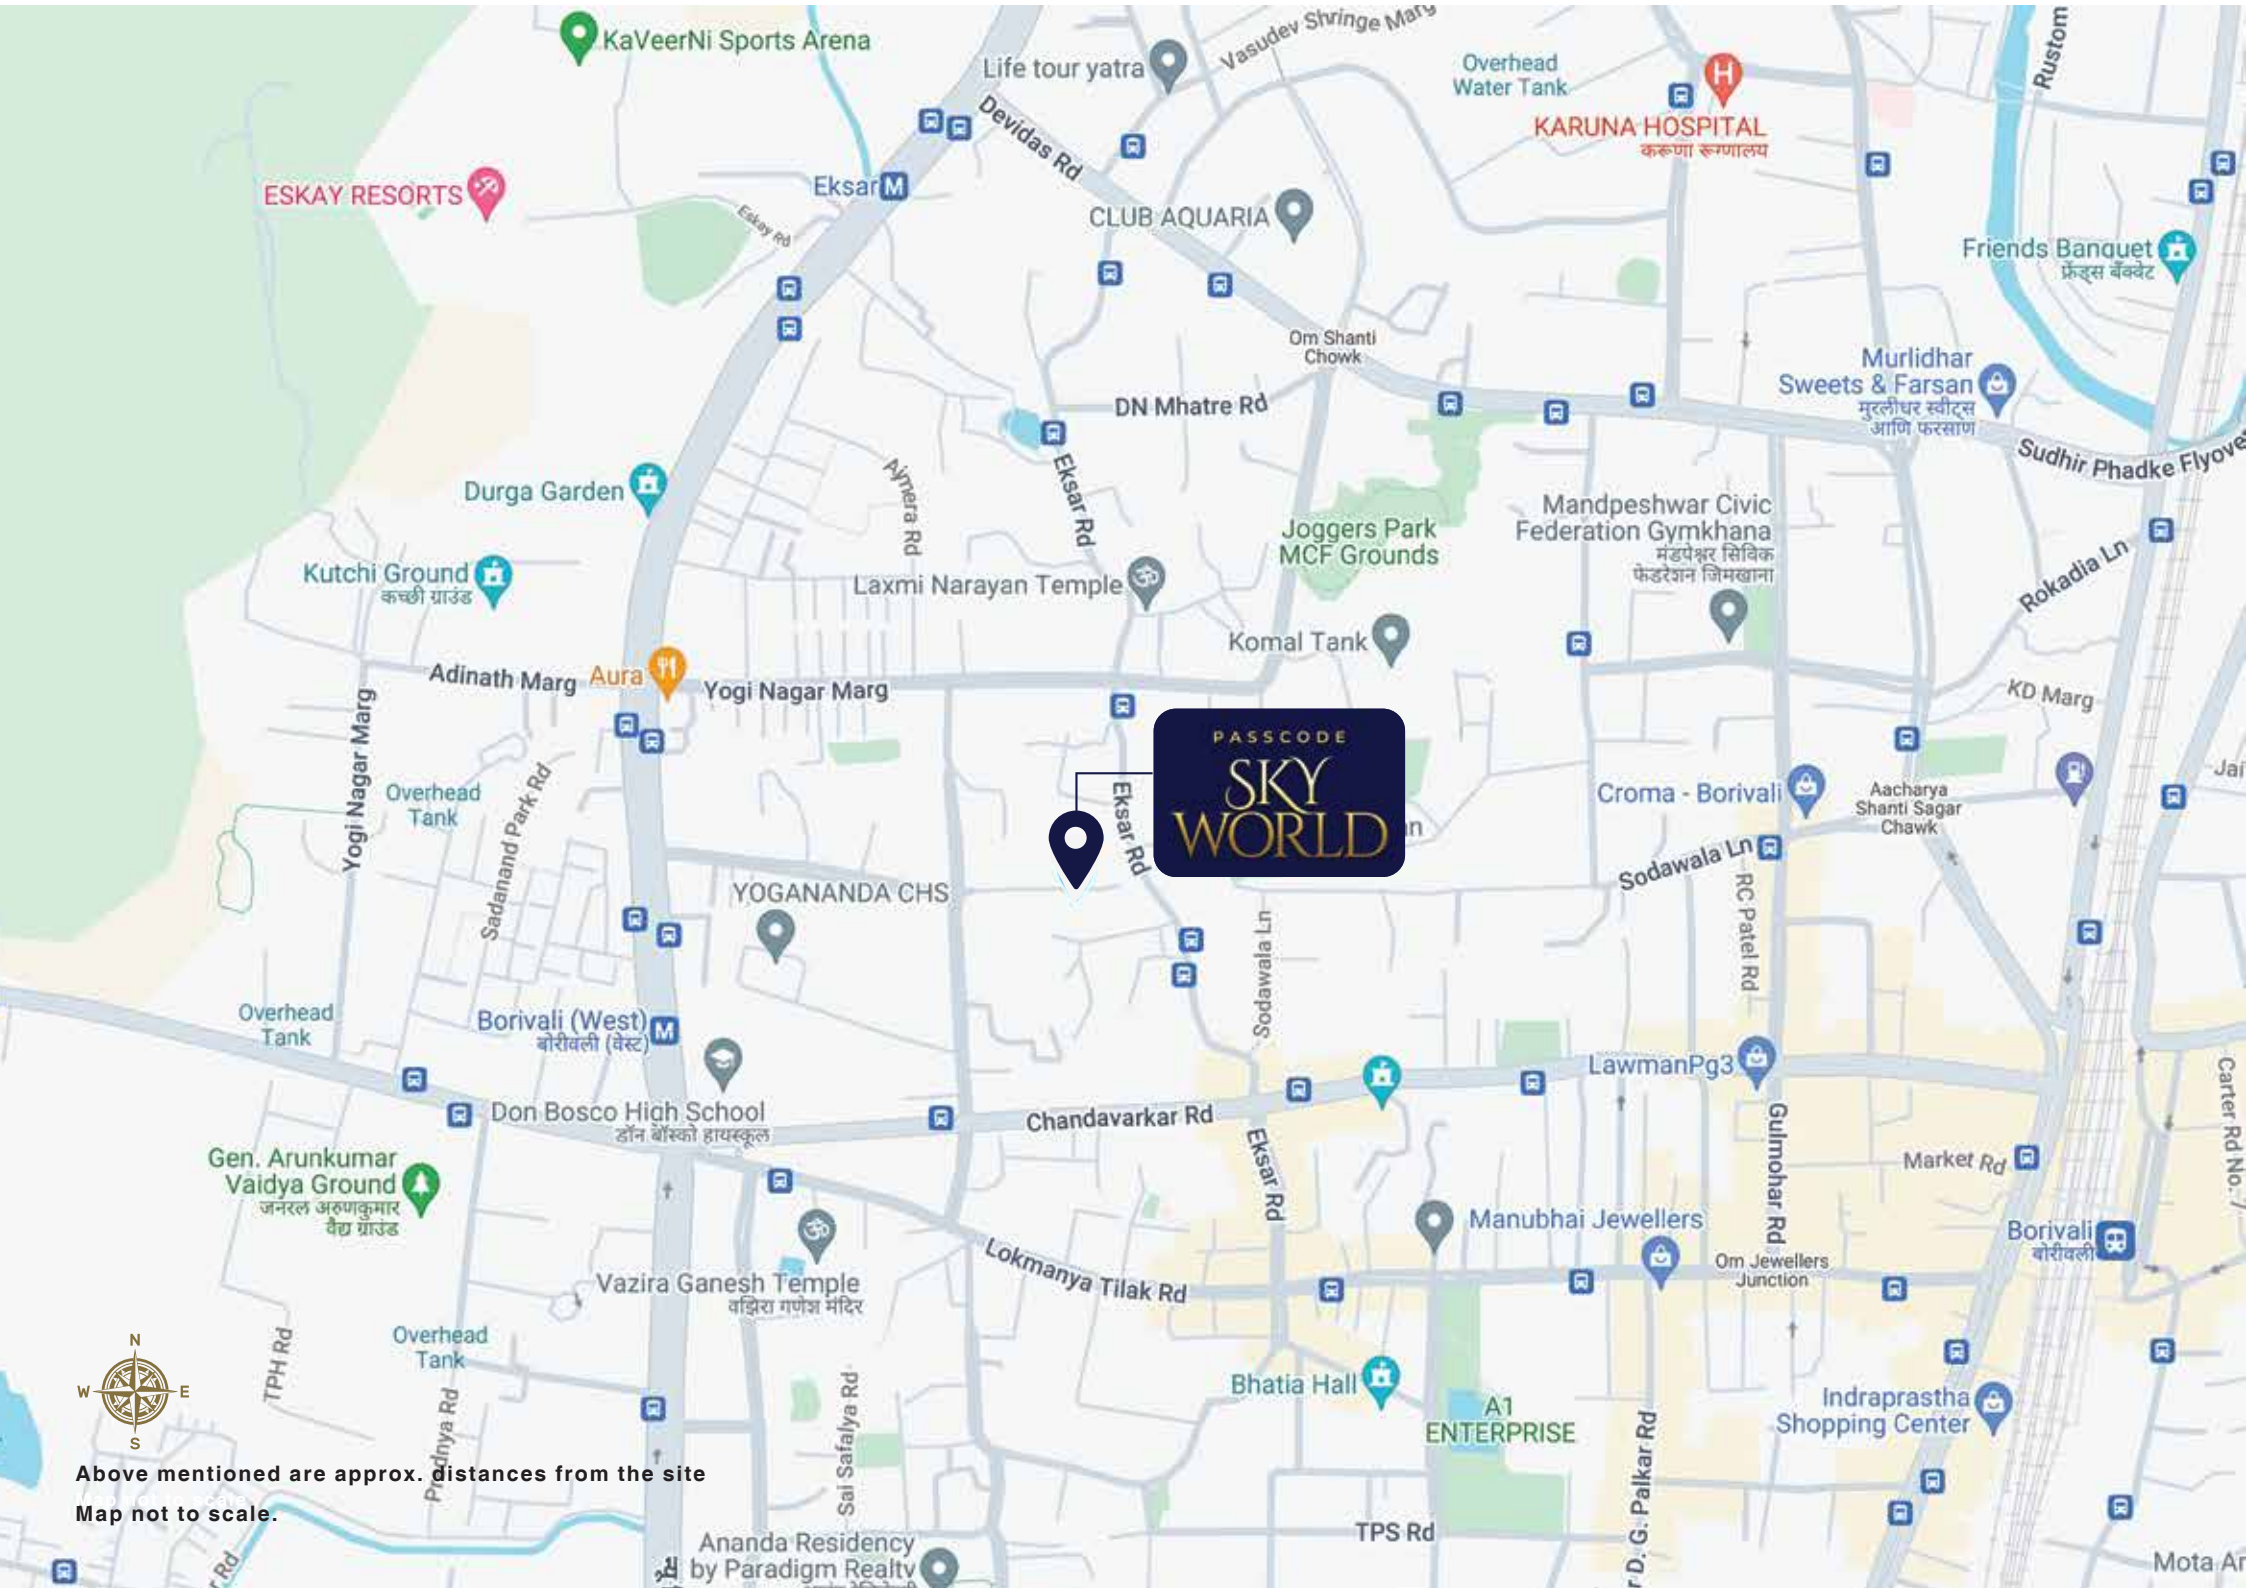 KaVeerNi Sports Arena
Life tour yatra
Vasudev Shringe Marg
Overhead
Water Tank
KARUNA HOSPITAL
करुणा रूग्णालय
Rustom
Devidas Rd
ESKAY RESORTS
Eksar
M
Eskay Rd
CLUB AQUARIA
Friends Banquet
फ्रेंड्स बँक्वेट
Om Shanti
Chowk
Murlidhar
Sweets & Farsan
मुरलीधर स्वीट्स
आणि फरसाण
DN Mhatre Rd
Sudhir Phadke Flyove
Durga Garden
Ajmera Rd
Eksar Rd
Joggers Park
MCF Grounds
Mandpeshwar Civic
Federation Gymkhana
मंडपेश्वर सिविक
फेडरेशन जिमखाना
Kutchi Ground
कच्छी ग्राउंड
Laxmi Narayan Temple
Rokadia Ln
Komal Tank
Adinath Marg
Aura
Yogi Nagar Marg
KD Marg
Yogi Nagar Marg
PASSCODE
SKY
WORLD
Overhead
Tank
Sadanand Park Rd
Eksar Rd
Croma - Borivali
Aacharya
Shanti Sagar
Chawk
Jai
an
Sodawala Ln
YOGANANDA CHS
RC Patel Rd
Sodawala Ln
Overhead
Tank
Borivali (West)
बोरीवली (वेस्ट)
M
LawmanPg3
Don Bosco High School
डॉन बॉस्को हायस्कूल
Chandavarkar Rd
Carter Rd No. 7
Gen. Arunkumar
Vaidya Ground
जनरल अरुणकुमार
वैद्य ग्राउंड
Eksar Rd
Gulmohar Rd
Market Rd
Manubhai Jewellers
Borivali
बोरीवली
Lokmanya Tilak Rd
Om Jewellers
Junction
Vazira Ganesh Temple
वझिरा गणेश मंदिर
N
W
E
S
TPH Rd
Overhead
Tank
Pradnya Rd
Sai Safalya Rd
Bhatia Hall
A1
ENTERPRISE
Indraprastha
Shopping Center
r D. G. Palkar Rd
Above mentioned are approx. distances from the site
Map not to scale.
TPS Rd
Ananda Residency
by Paradigm Realty
r Rd
Mota Ar